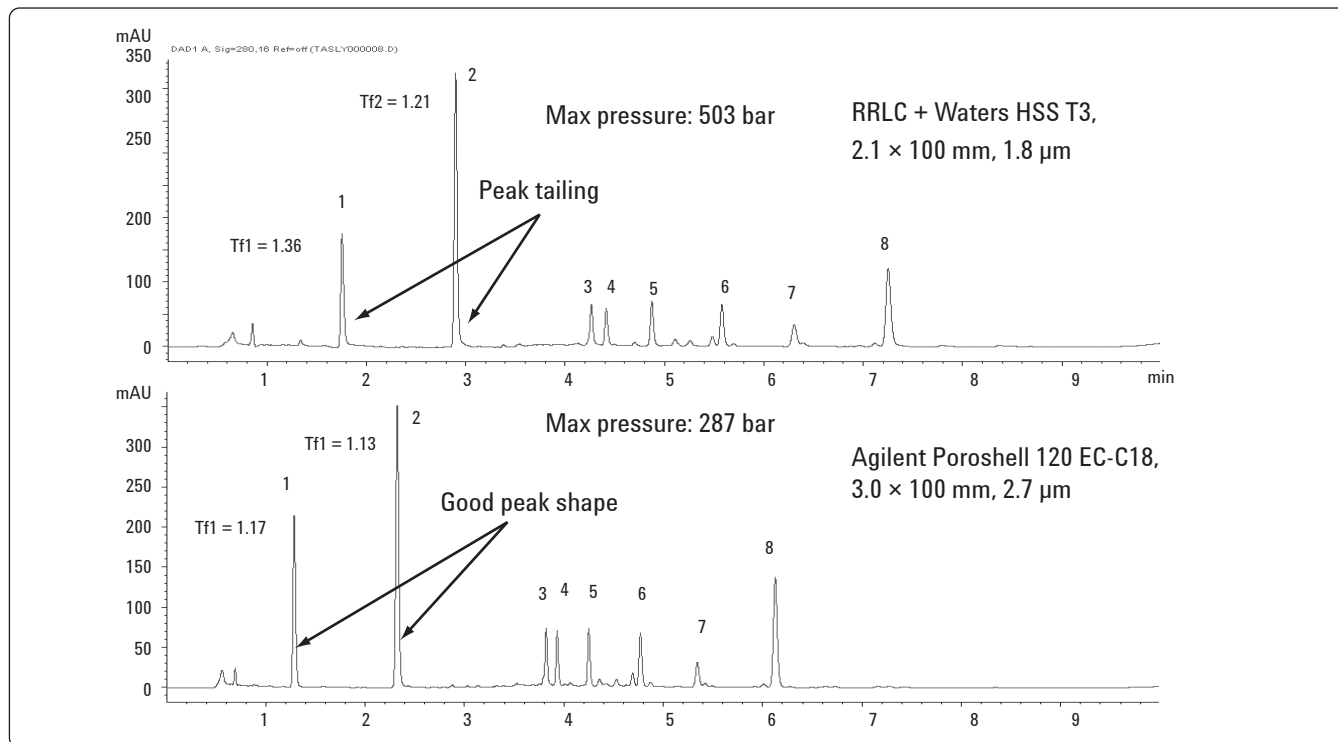 mAU
DAD1 A, Sig=280,16 Ref=off (TASLY000008.D)
350
300
250
200
100
0
Tf2 = 1.21
2
Max pressure: 503 bar
RRLC + Waters HSS T3,
2.1 × 100 mm, 1.8 µm
Peak tailing
1
Tf1 = 1.36
3 4 5 6 7 8
1 2 3 4 5 6 7 8 9 min
mAU
300
250
200
150
100
50
0
Tf1 = 1.13
2
Max pressure: 287 bar
Agilent Poroshell 120 EC-C18,
3.0 × 100 mm, 2.7 µm
1
Good peak shape
Tf1 = 1.17
3 4 5 6 7 8
1 2 3 4 5 6 7 8 9